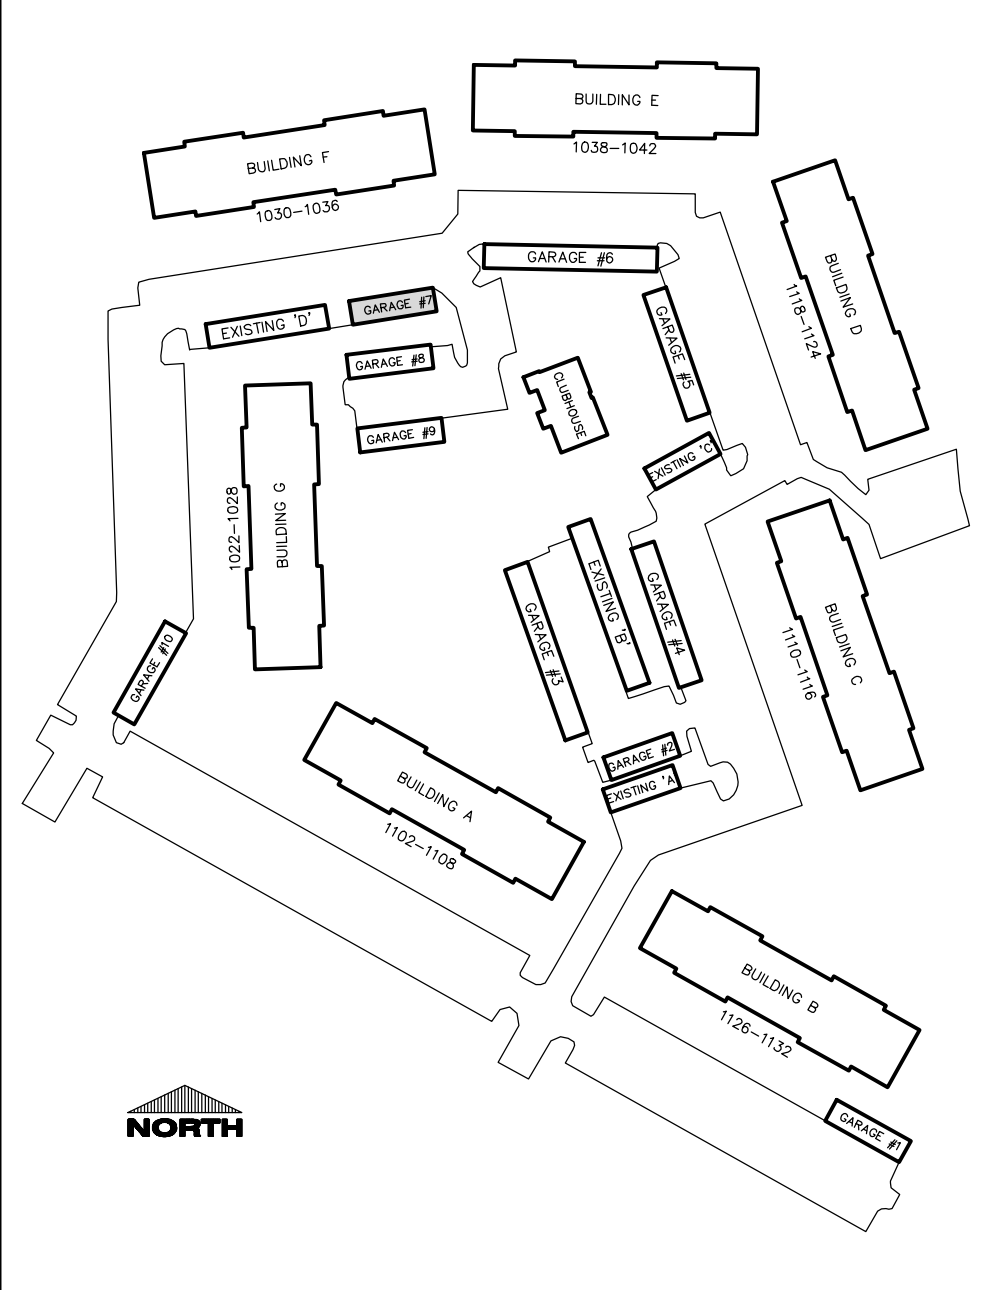 BUILDING E
1038-1042
BUILDING F
1030-1036
GARAGE #6
BUILDING D
1118-1124
GARAGE #7
EXISTING 'D'
GARAGE #5
GARAGE #8
CLUBHOUSE
GARAGE #9
EXISTING 'C'
BUILDING G
1022-1028
EXISTING 'B'
GARAGE #4
GARAGE #3
BUILDING C
1110-1116
GARAGE #10
GARAGE #2
EXISTING 'A'
BUILDING A
1102-1108
BUILDING B
1126-1132
GARAGE #1
NORTH